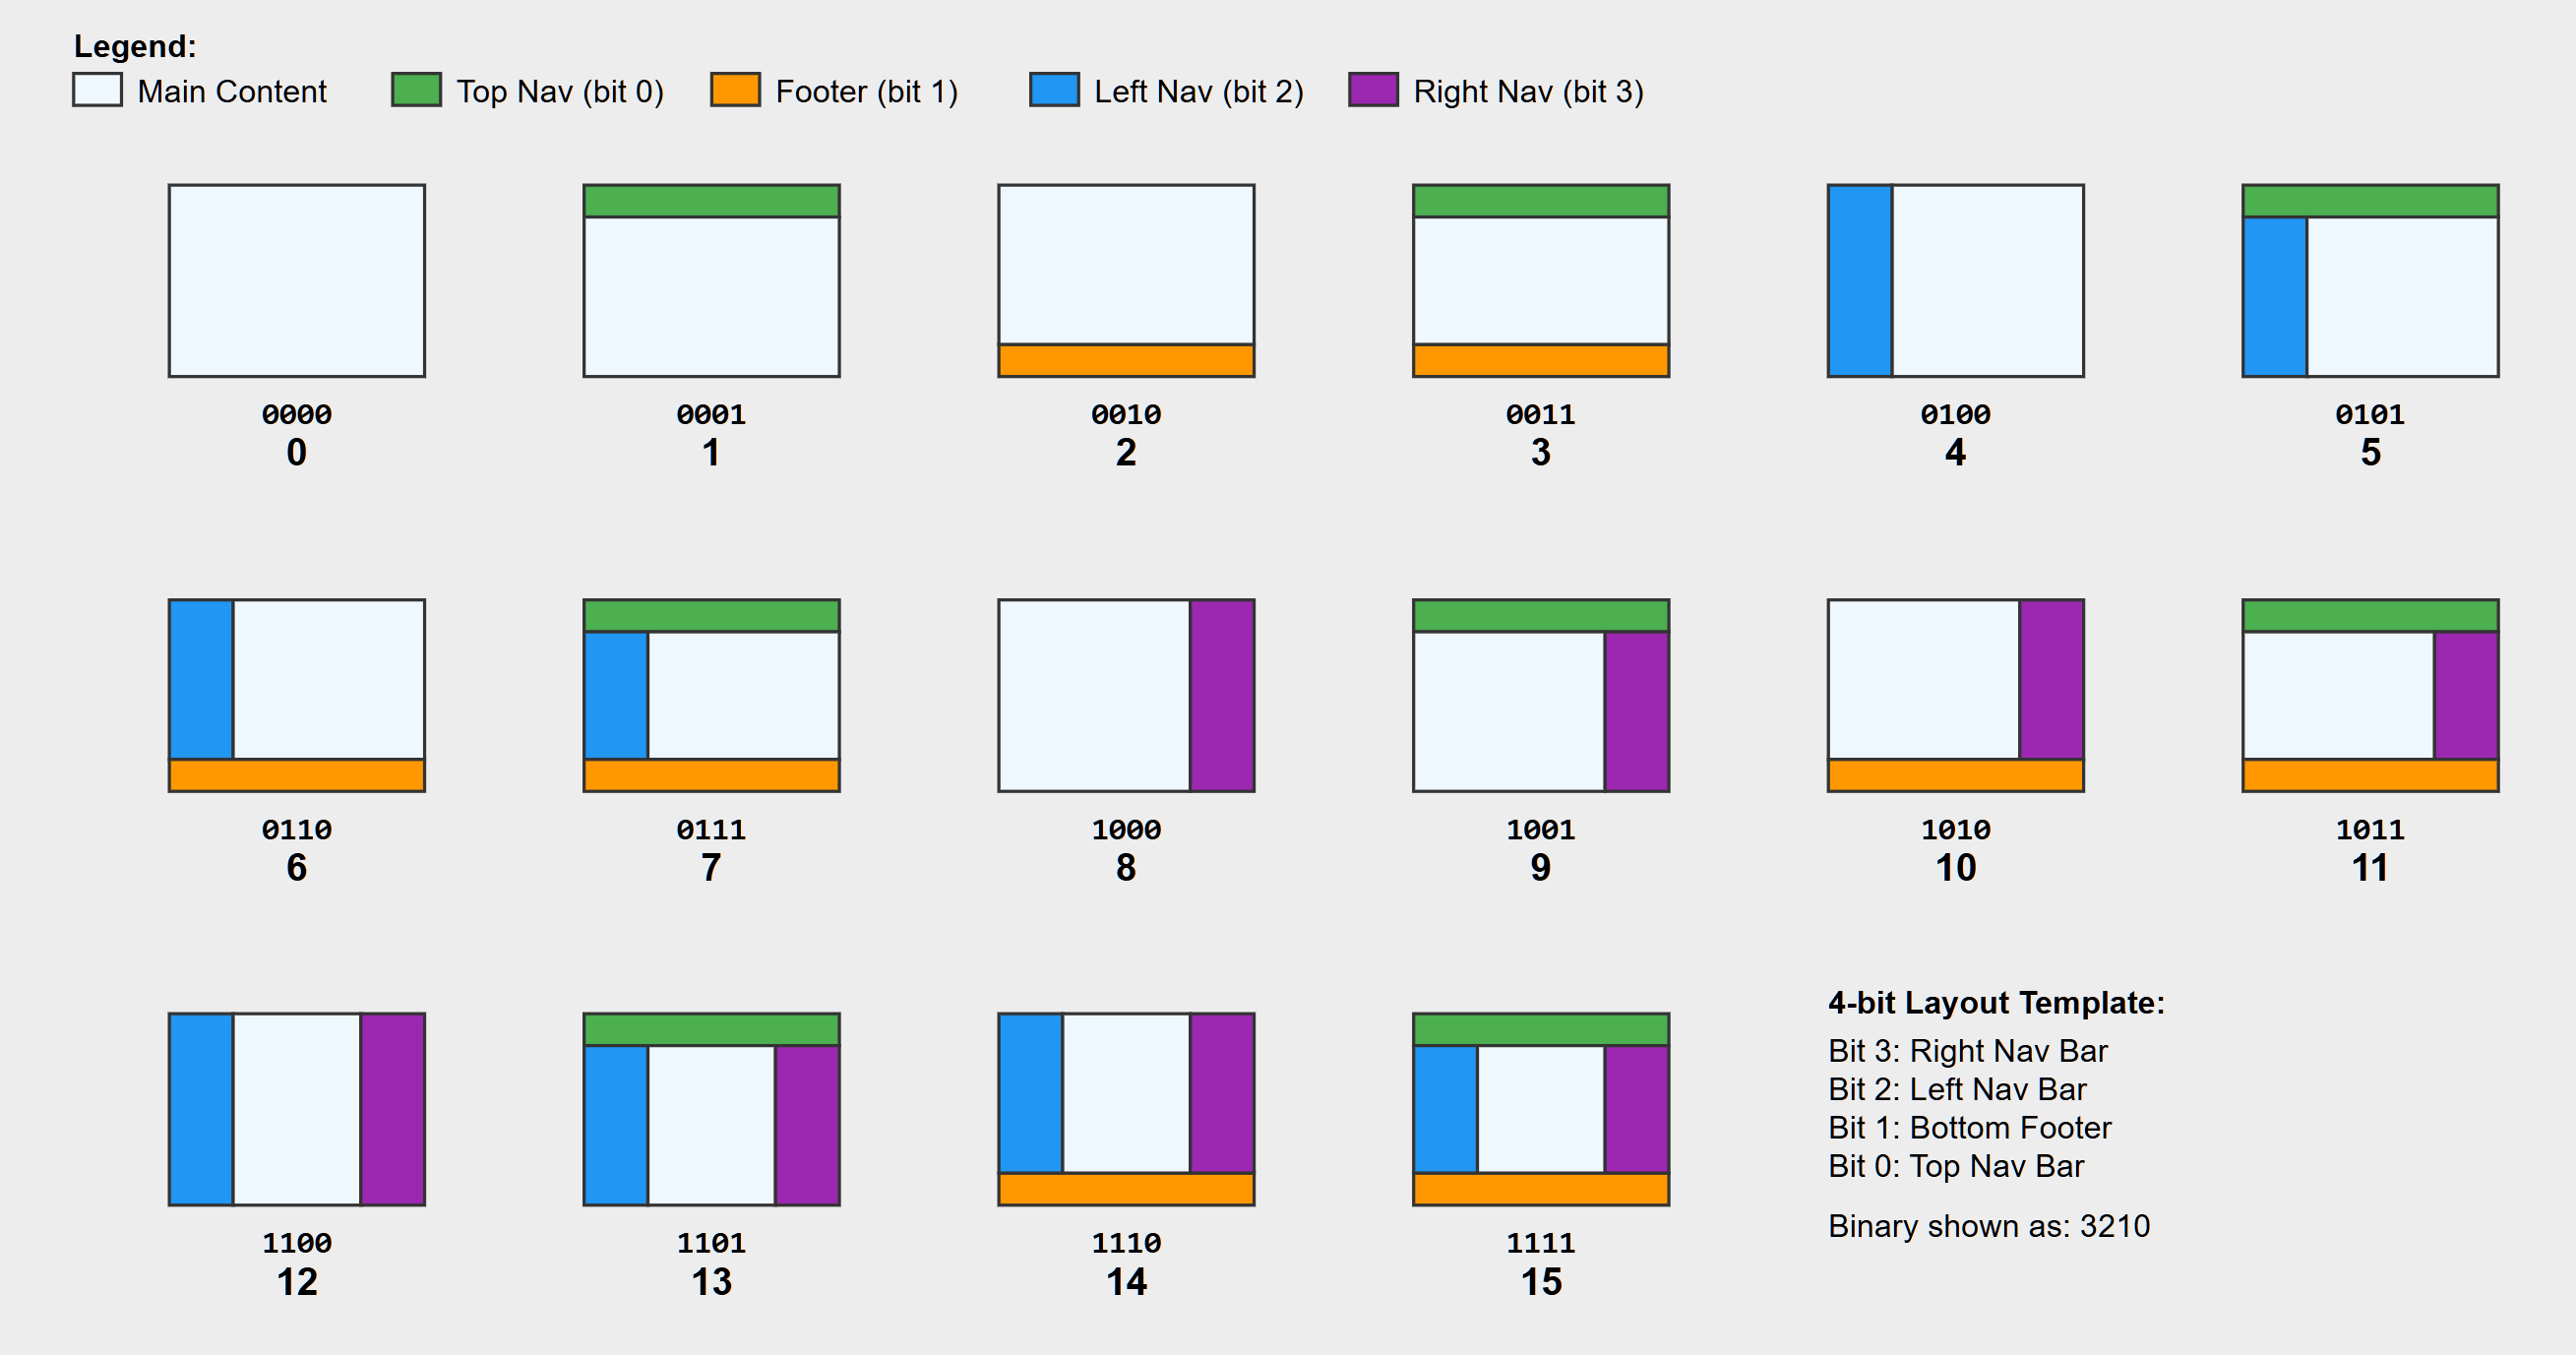 Legend:
Main Content Top Nav (bit 0) Footer (bit 1) Left Nav (bit 2) Right Nav (bit 3)
0000 0001 0010 0011 0100 0101
0 1 2 3 4 5
0110 0111 1000 1001 1010 1011
6 7 8 9 10 11
1100 1101 1110 1111
12 13 14 15
4-bit Layout Template:
Bit 3: Right Nav Bar
Bit 2: Left Nav Bar
Bit 1: Bottom Footer
Bit 0: Top Nav Bar
Binary shown as: 3210